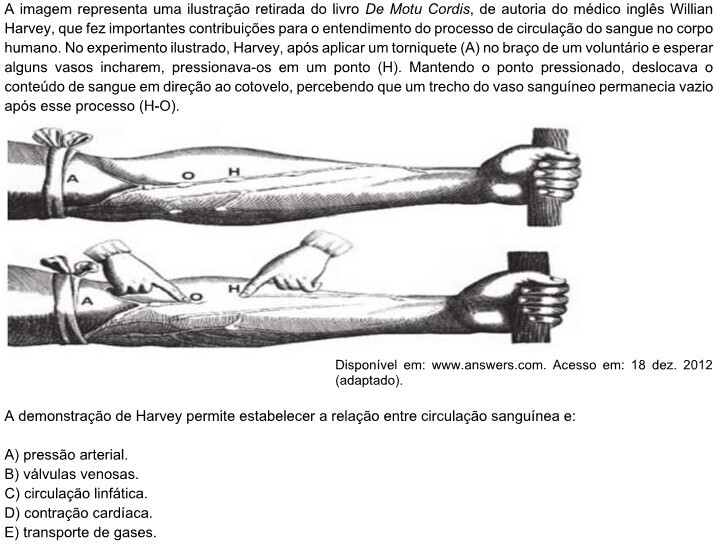 A imagem representa uma ilustração retirada do livro De Motu Cordis, de autoria do médico inglês Willian
Harvey, que fez importantes contribuições para o entendimento do processo de circulação do sangue no corpo
humano. No experimento ilustrado, Harvey, após aplicar um torniquete (A) no braço de um voluntário e esperar
alguns vasos incharem, pressionava-os em um ponto (H). Mantendo o ponto pressionado, deslocava o
conteúdo de sangue em direção ao cotovelo, percebendo que um trecho do vaso sanguíneo permanecia vazio
após esse processo (H-O).
A O H
A O H
Disponível em: www.answers.com. Acesso em: 18 dez. 2012
(adaptado).
A demonstração de Harvey permite estabelecer a relação entre circulação sanguínea e:
A) pressão arterial.
B) válvulas venosas.
C) circulação linfática.
D) contração cardíaca.
E) transporte de gases.